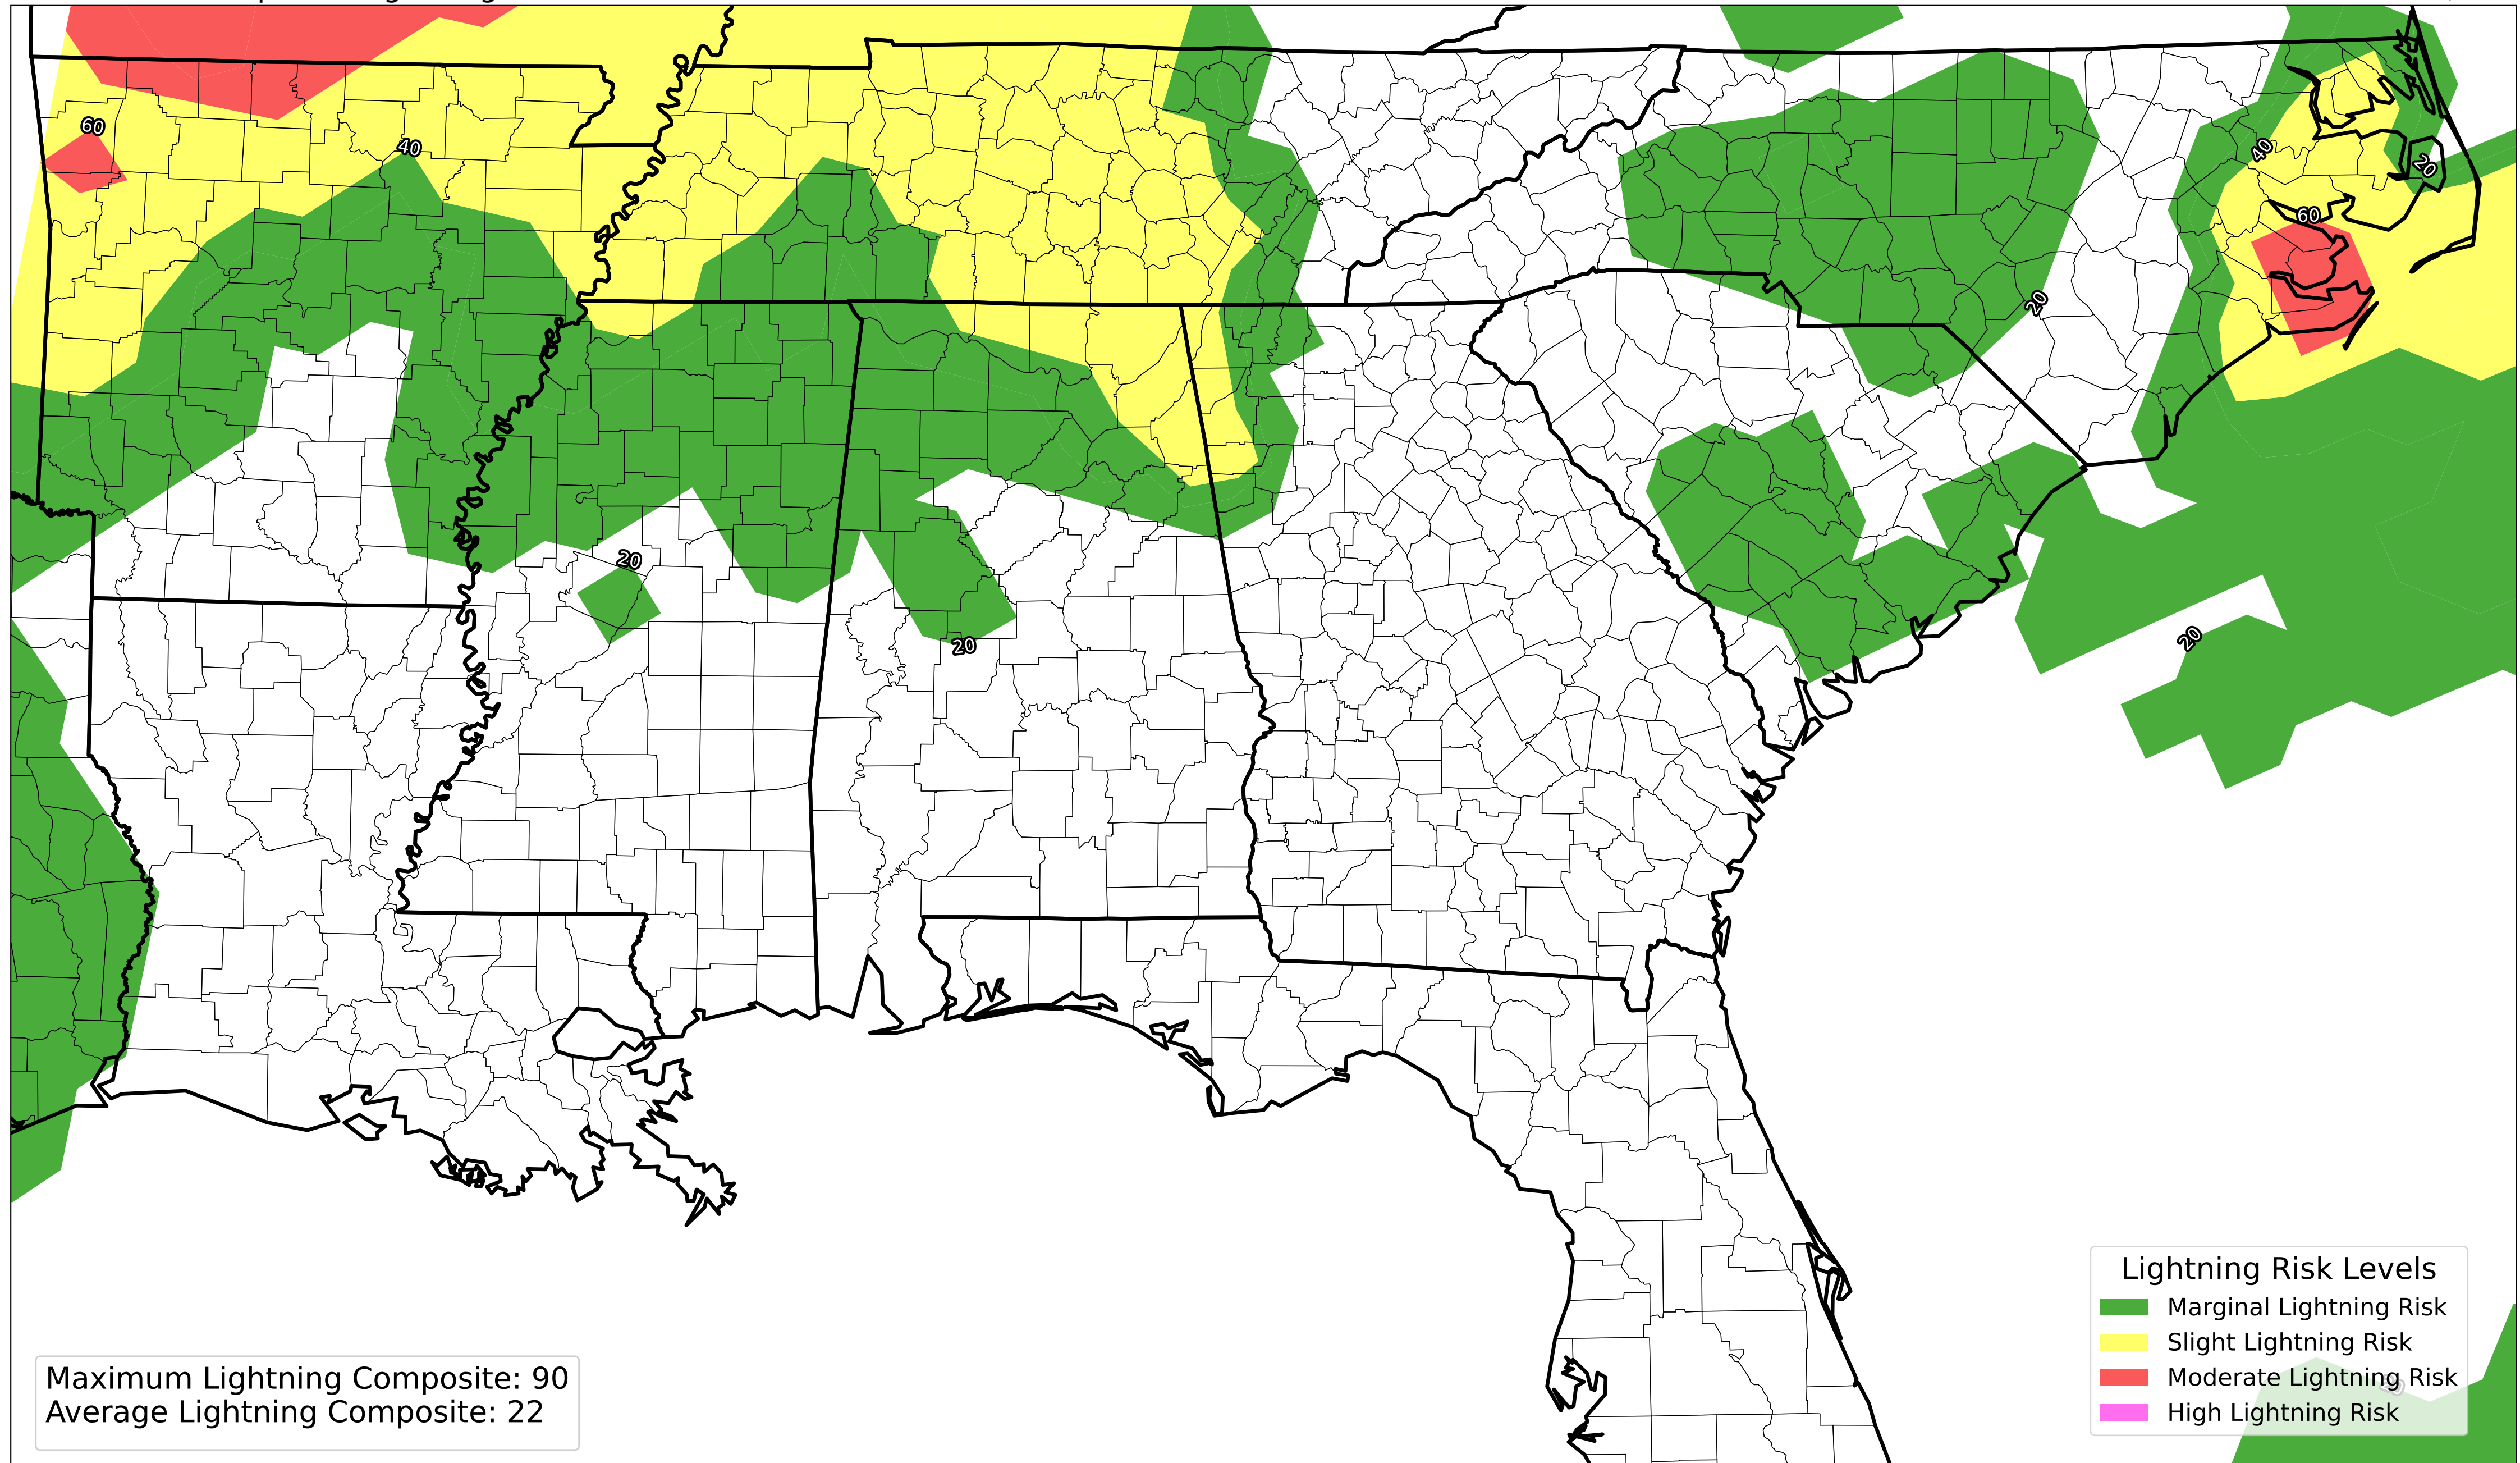 60
40
40
20
60
20
20
20
20
Lightning Risk Levels
Marginal Lightning Risk
Slight Lightning Risk
Moderate Lightning Risk
High Lightning Risk
Maximum Lightning Composite: 90
Average Lightning Composite: 22